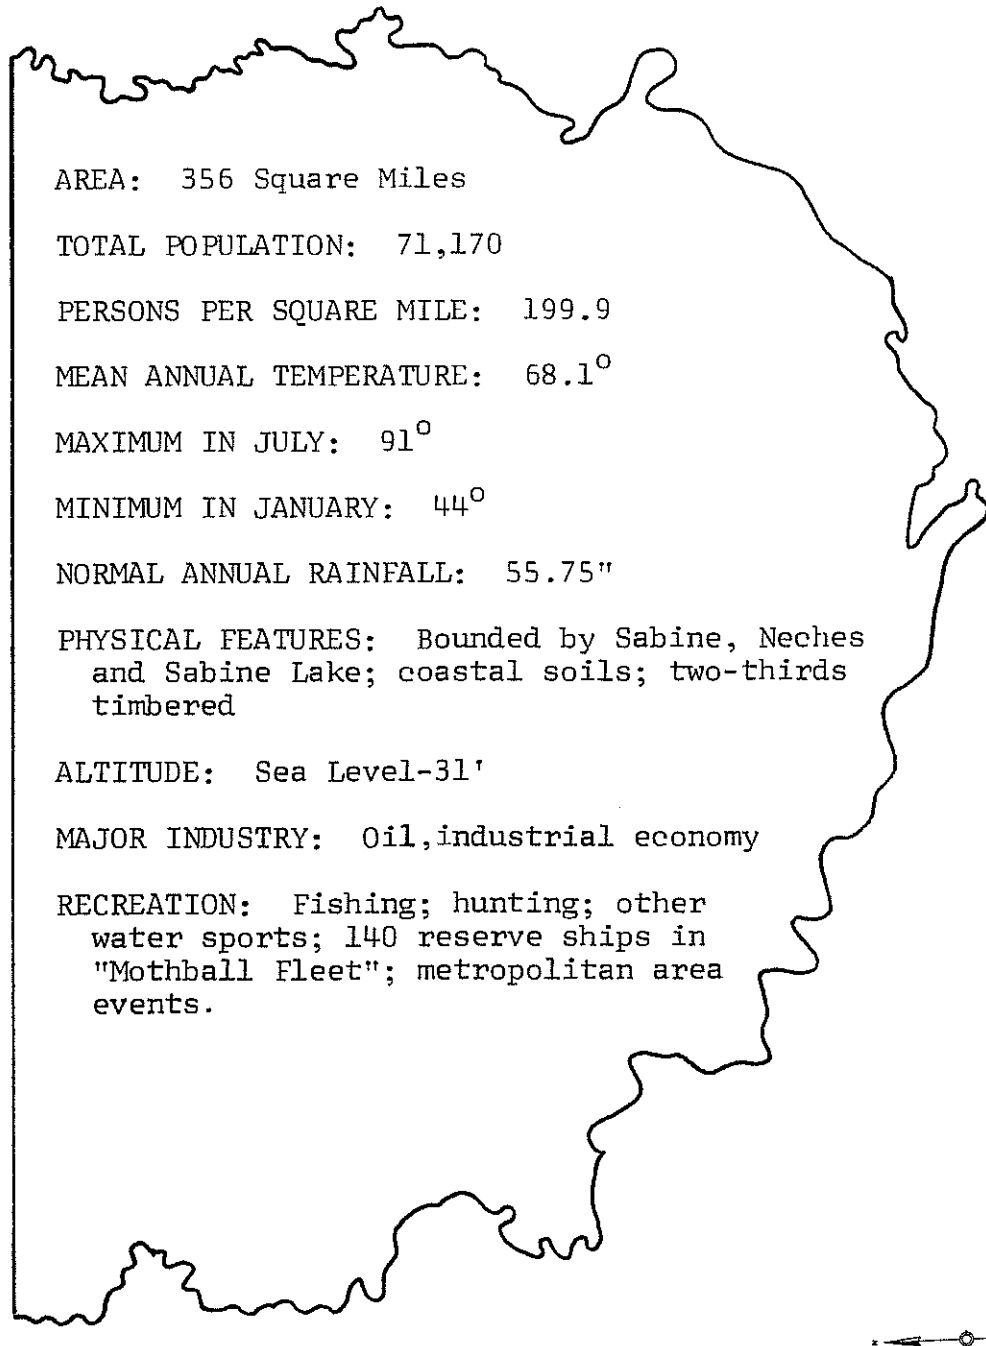 AREA: 356 Square Miles
TOTAL POPULATION: 71,170
PERSONS PER SQUARE MILE: 199.9
MEAN ANNUAL TEMPERATURE: 68.1°
MAXIMUM IN JULY: 91°
MINIMUM IN JANUARY: 44°
NORMAL ANNUAL RAINFALL: 55.75"
PHYSICAL FEATURES: Bounded by Sabine, Neches
and Sabine Lake; coastal soils; two-thirds
timbered
ALTITUDE: Sea Level-31'
MAJOR INDUSTRY: Oil,industrial economy
RECREATION: Fishing; hunting; other
water sports; 140 reserve ships in
"Mothball Fleet"; metropolitan area
events.